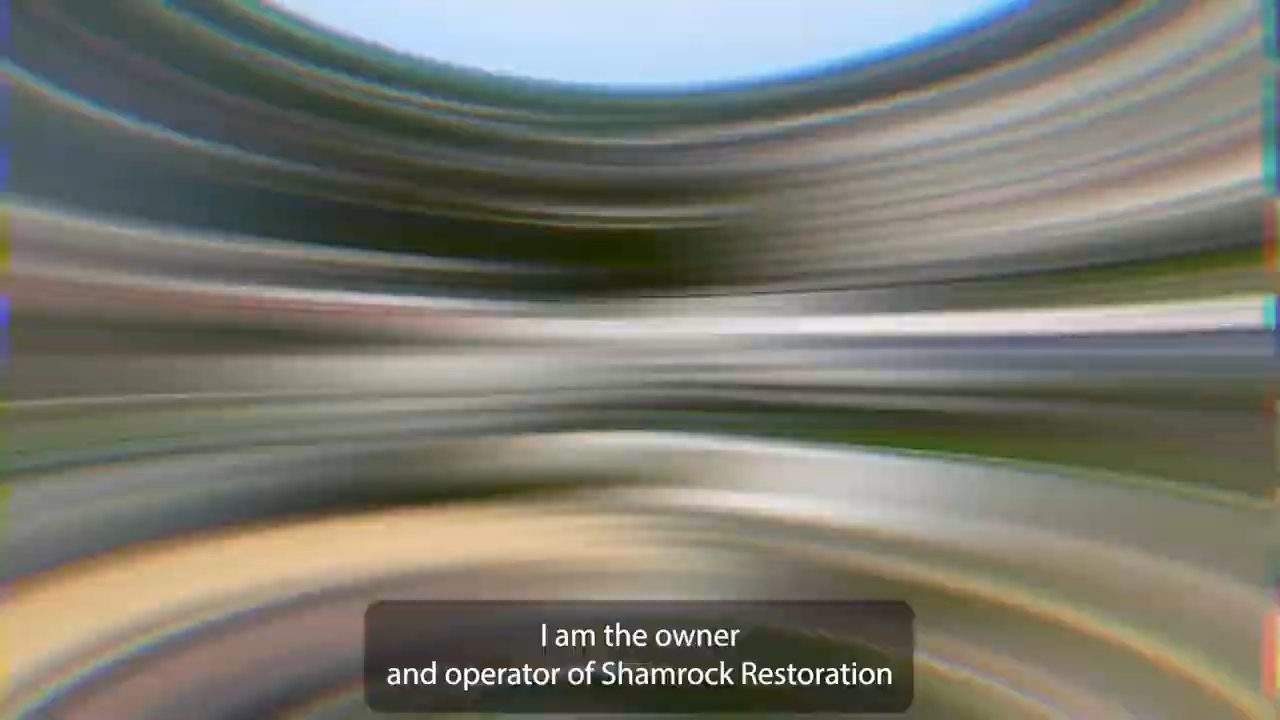 I am the owner
and operator of Shamrock Restoration